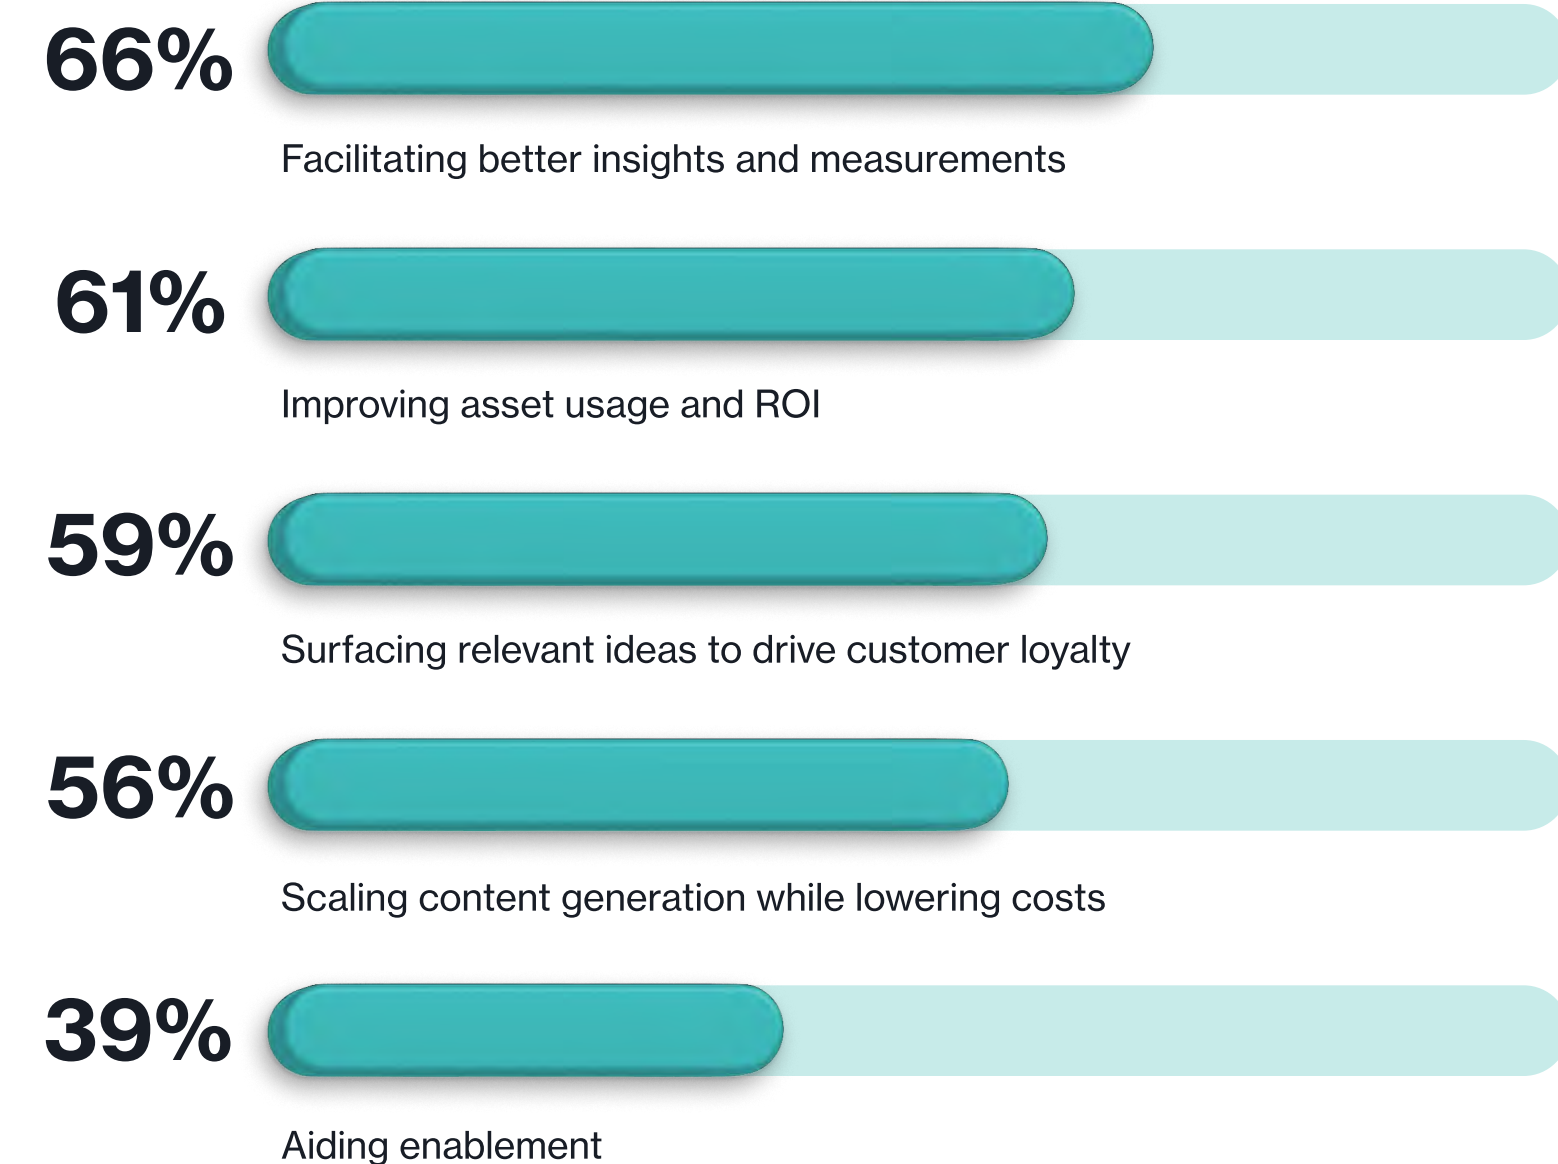 66%
Facilitating better insights and measurements
61%
Improving asset usage and ROI
59%
Surfacing relevant ideas to drive customer loyalty
56%
Scaling content generation while lowering costs
39%
Aiding enablement